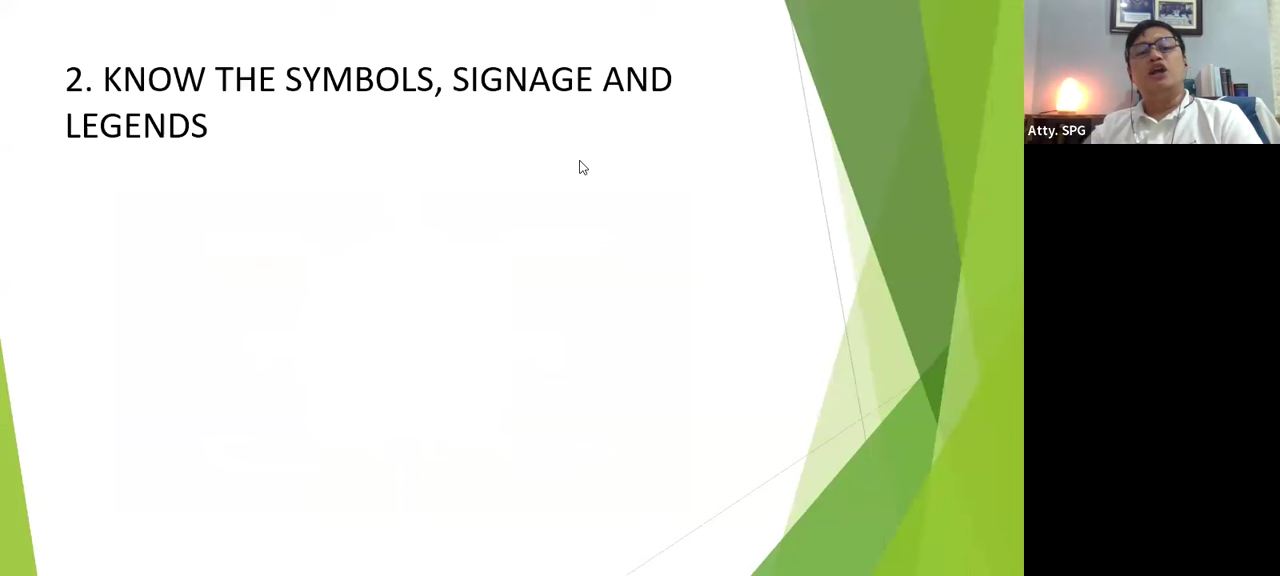 2. KNOW THE SYMBOLS, SIGNAGE AND
LEGENDS
Atty. SPG